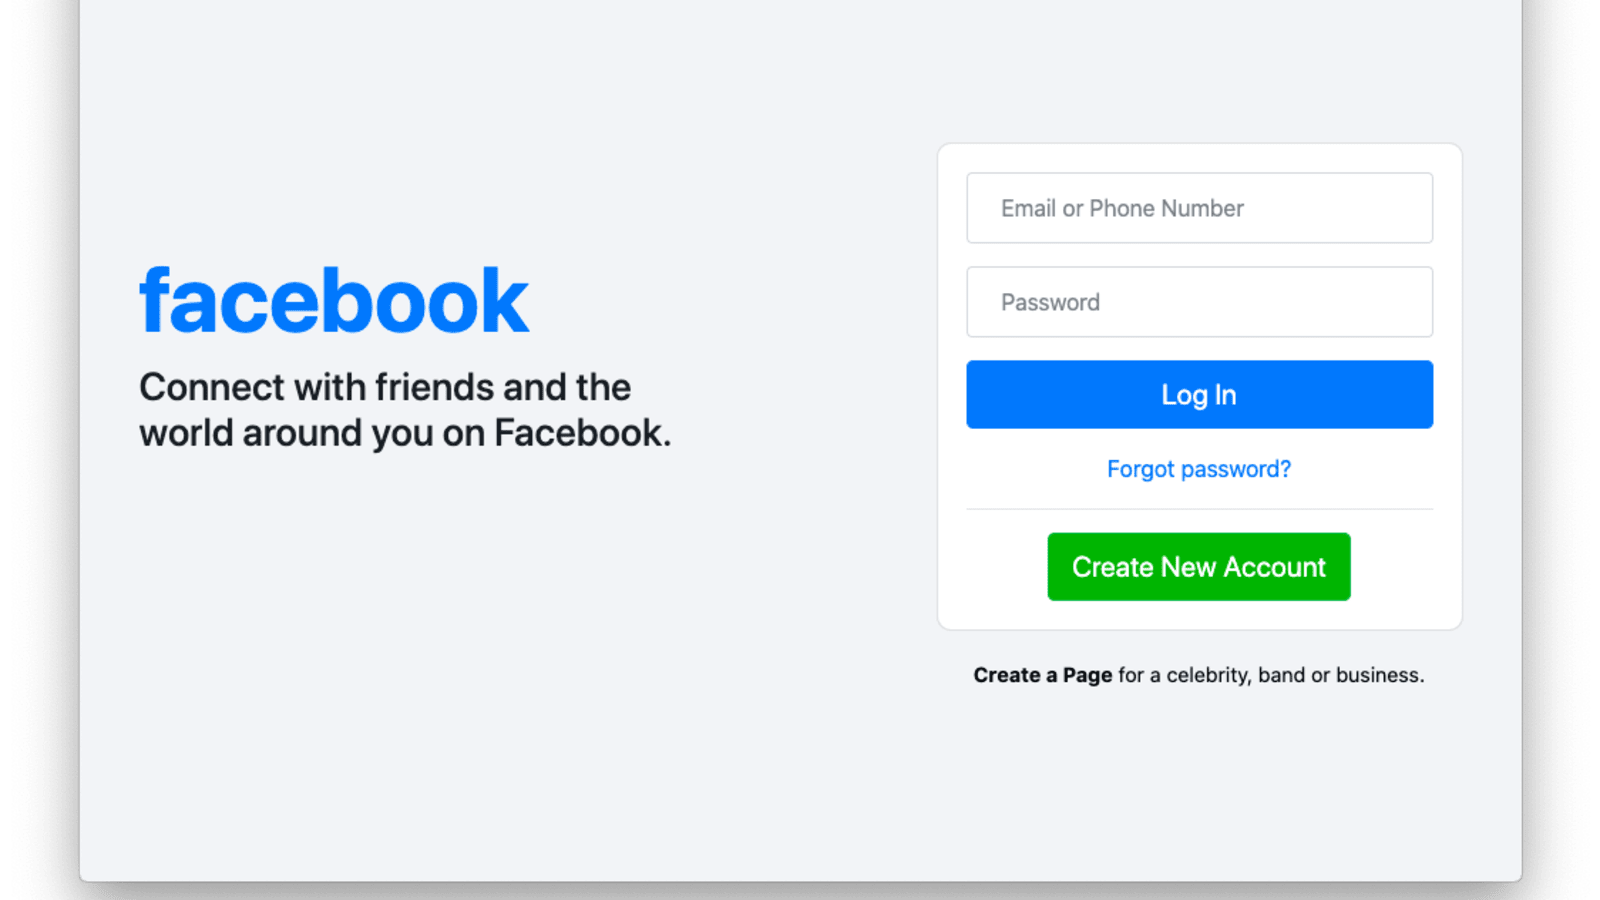 facebook
Connect with friends and the
world around you on Facebook.
Email or Phone Number
Password
Log In
Forgot password?
Create New Account
Create a Page for a celebrity, band or business.